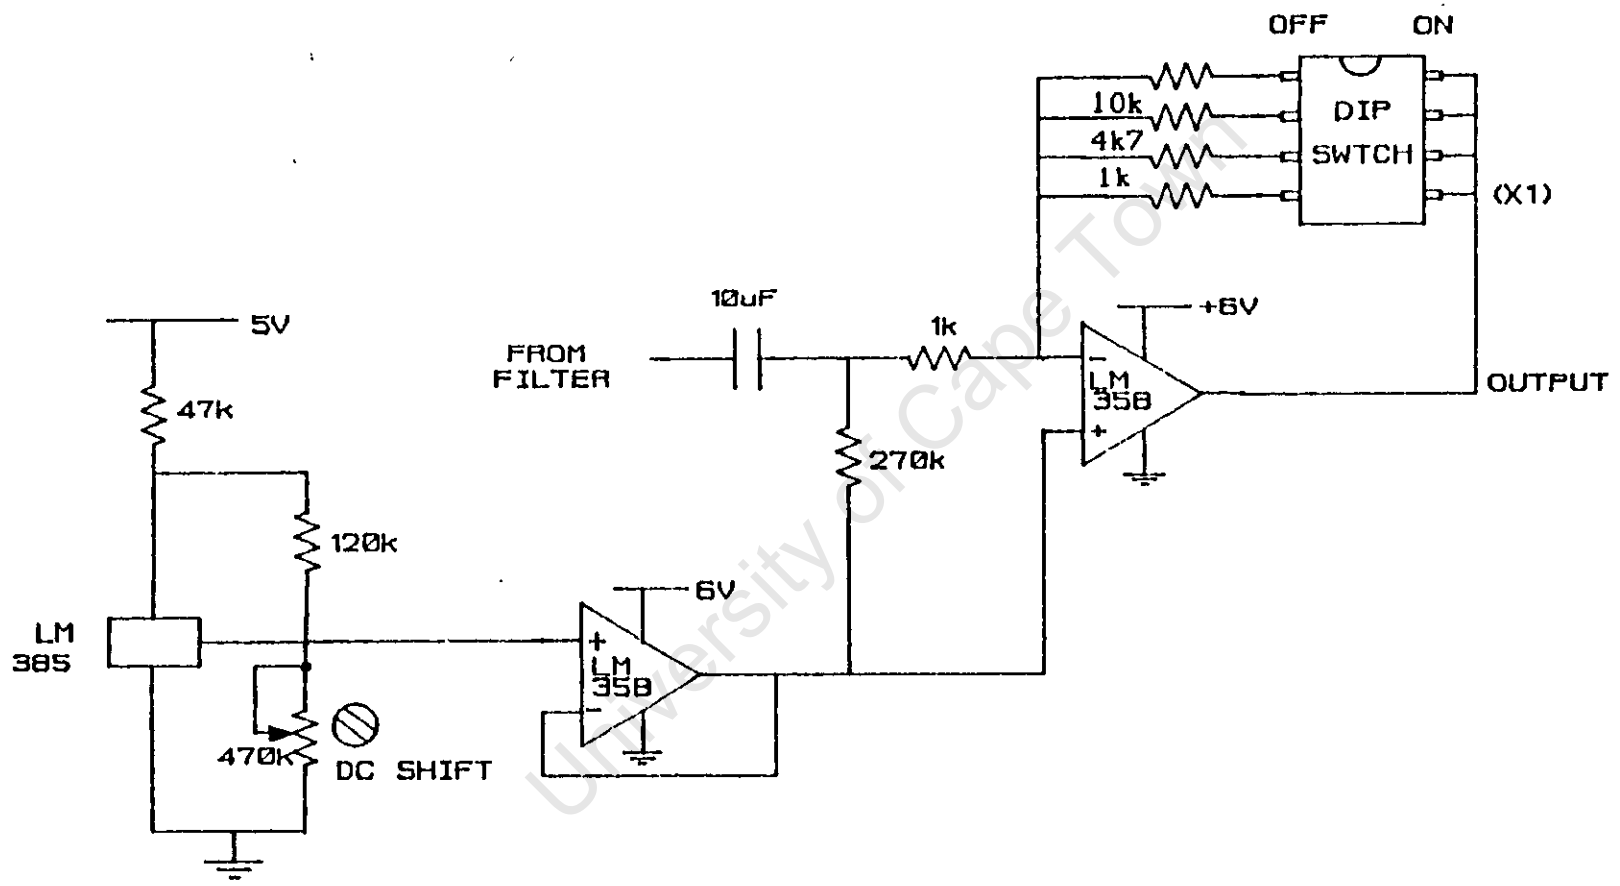 OFF ON
10k
4k7
1k
DIP
SWTCH
(X1)
10uF
1k
+6V
5V
FROM
FILTER
LM
358
-
+
OUTPUT
47k
270k
120k
6V
LM
385
+
LM
358
-
470k
DC SHIFT
University of Cape Town